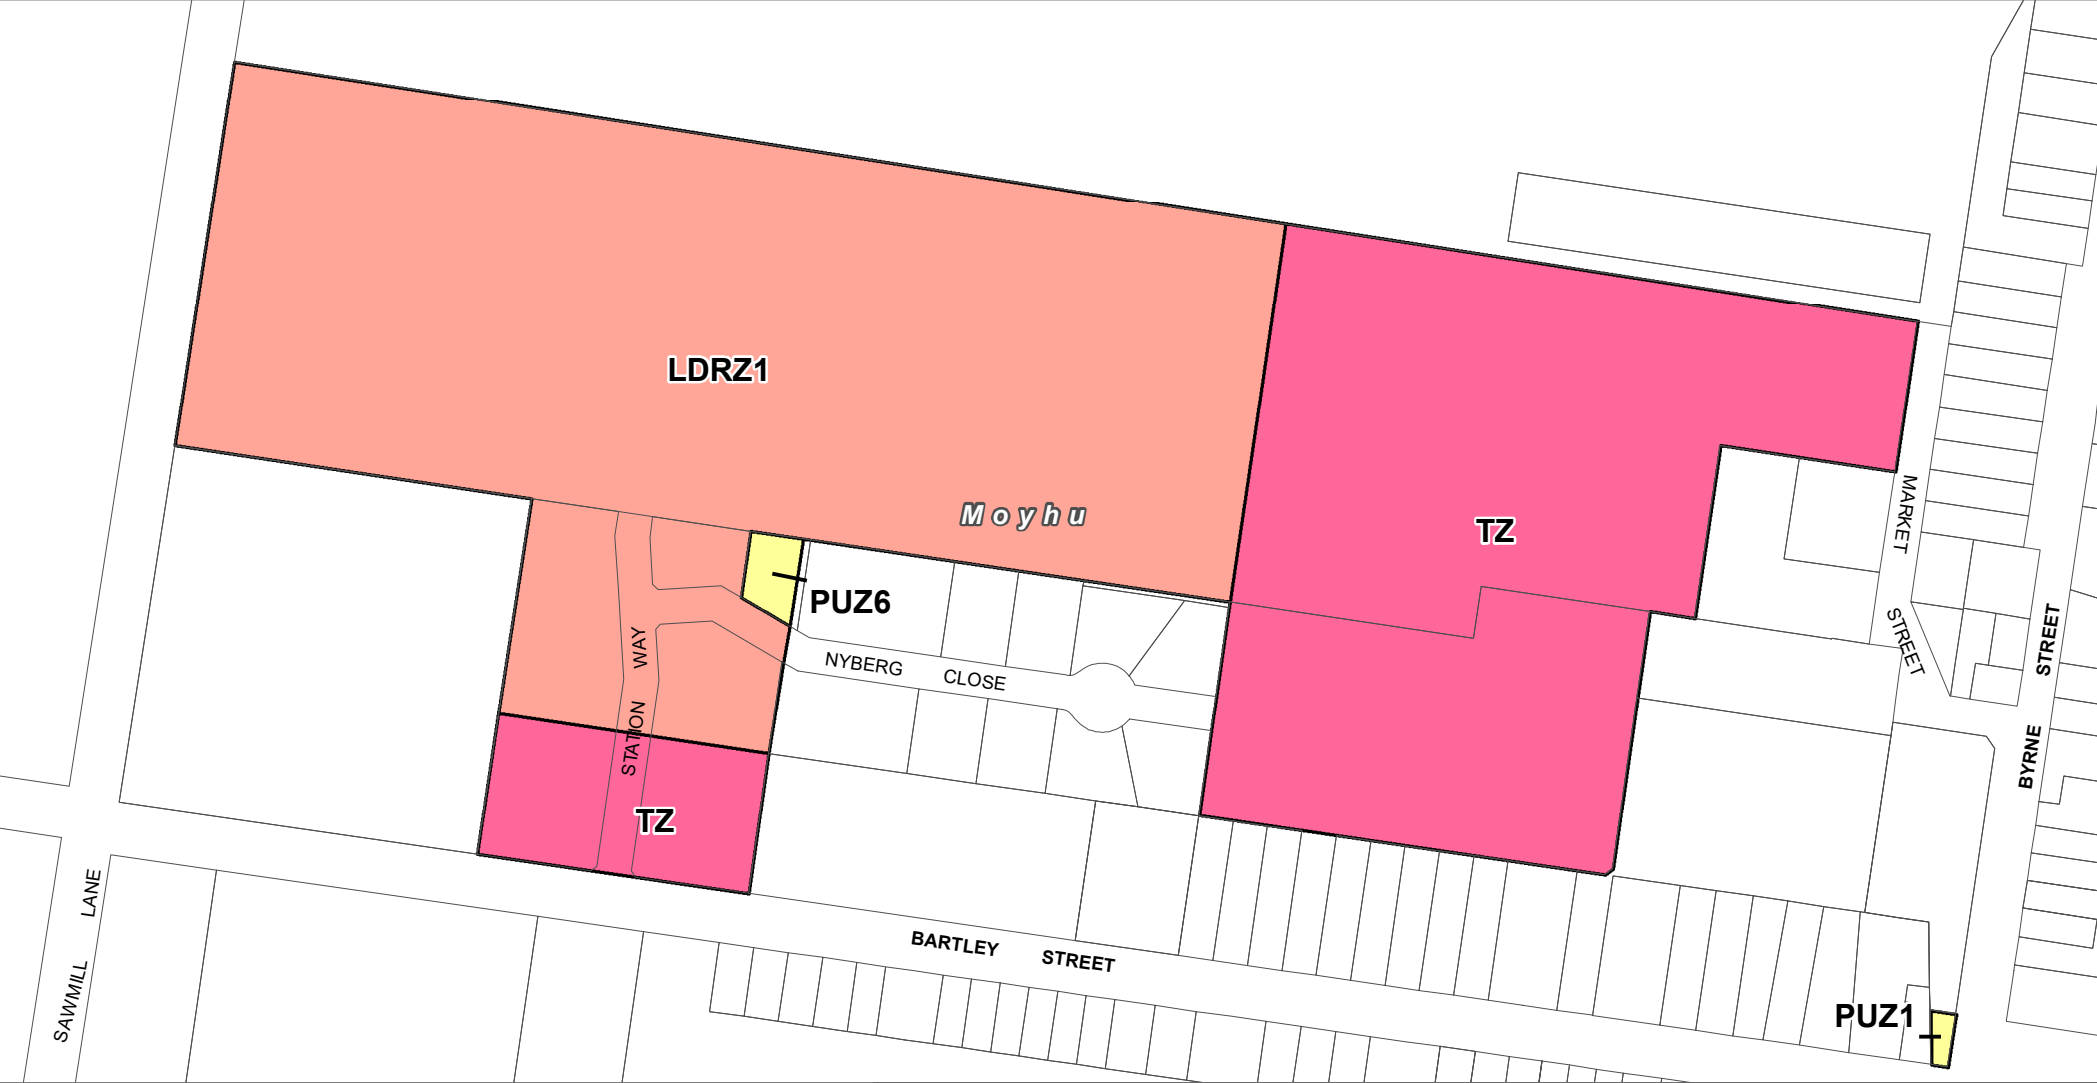 LDRZ1
Moyhu
TZ
MARKET
STREET
PUZ6
NYBERG CLOSE
STATION WAY
TZ
BYRNE STREET
SAWMILL LANE
BARTLEY STREET
PUZ1